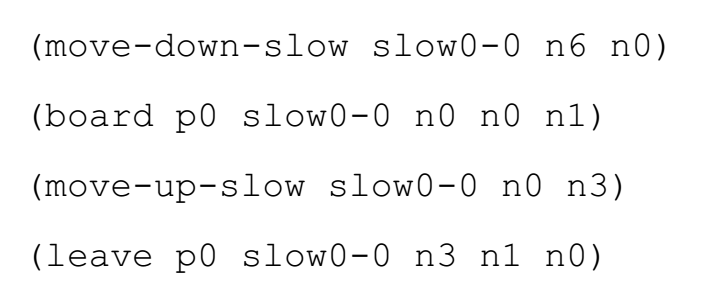 (move-down-slow slow0-0 n6 n0)
(board p0 slow0-0 n0 n0 n1)
(move-up-slow slow0-0 n0 n3)
(leave p0 slow0-0 n3 n1 n0)